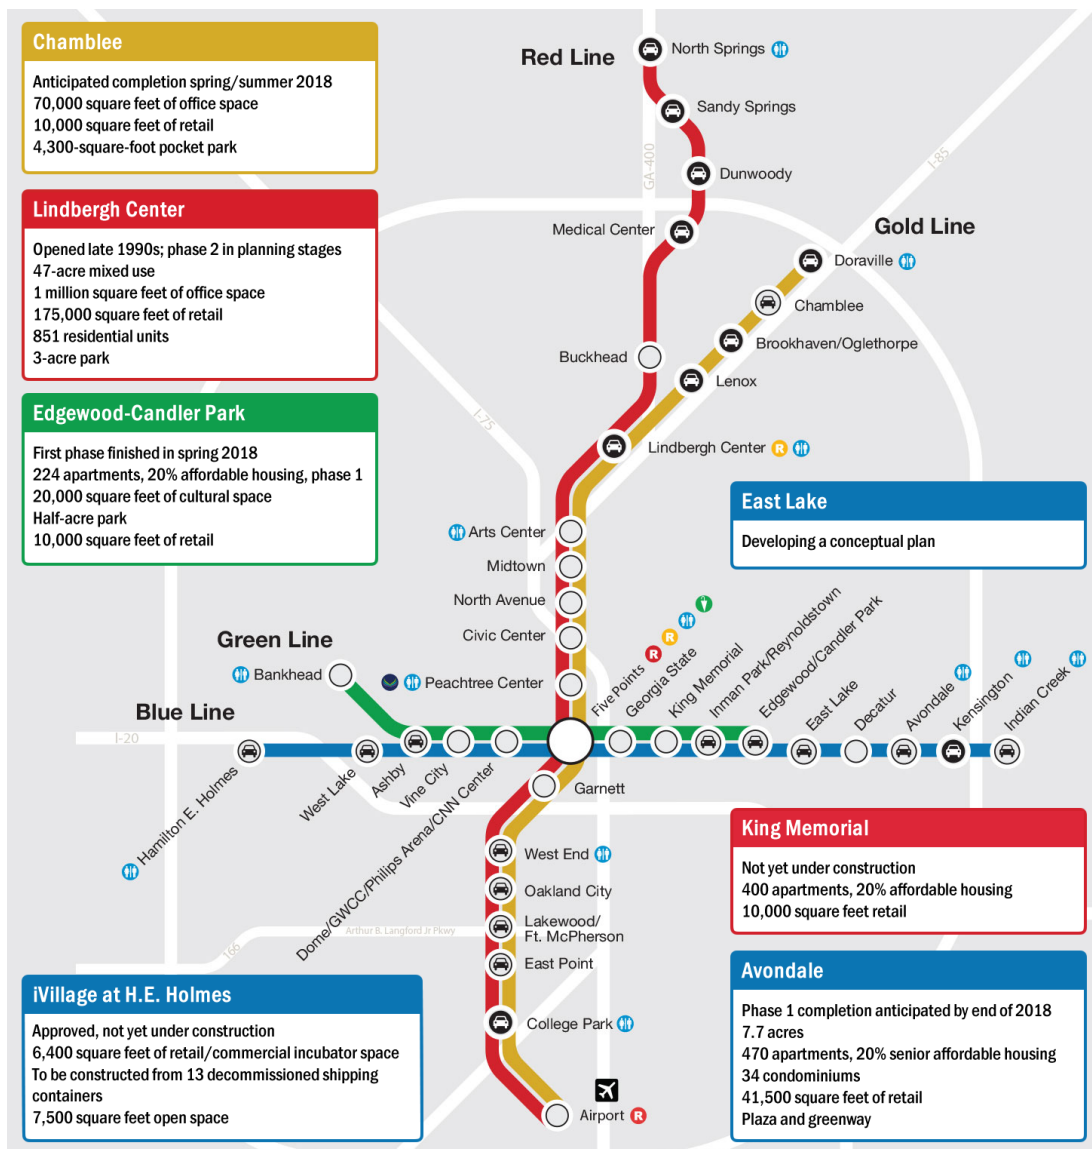 Chamblee
Anticipated completion spring/summer 2018
70,000 square feet of office space
10,000 square feet of retail
4,300-square-foot pocket park
Lindbergh Center
Opened late 1990s; phase 2 in planning stages
47-acre mixed use
1 million square feet of office space
175,000 square feet of retail
851 residential units
3-acre park
Edgewood-Candler Park
First phase finished in spring 2018
224 apartments, 20% affordable housing, phase 1
20,000 square feet of cultural space
Half-acre park
10,000 square feet of retail
Red Line
North Springs
Sandy Springs
GA-400
Dunwoody
I-85
Medical Center
Gold Line
Doraville
Chamblee
Brookhaven/Oglethorpe
Buckhead
Lenox
I-75
Lindbergh Center R
East Lake
Developing a conceptual plan
Arts Center
Midtown
North Avenue
Civic Center
Green Line
Bankhead
Peachtree Center
Blue Line
I-20
R
R
Five Points
Georgia State
King Memorial
Inman Park/Reynoldstown
Edgewood/Candler Park
East Lake
Decatur
Avondale
Kensington
Indian Creek
Hamilton E. Holmes
West Lake
Ashby
Vine City
Dome/GWCC/Philips Arena/CNN Center
Garnett
West End
Oakland City
Lakewood/
Ft. McPherson
Arthur B. Langford Jr Pkwy
166
East Point
College Park
Airport R
King Memorial
Not yet under construction
400 apartments, 20% affordable housing
10,000 square feet retail
iVillage at H.E. Holmes
Approved, not yet under construction
6,400 square feet of retail/commercial incubator space
To be constructed from 13 decommissioned shipping
containers
7,500 square feet open space
Avondale
Phase 1 completion anticipated by end of 2018
7.7 acres
470 apartments, 20% senior affordable housing
34 condominiums
41,500 square feet of retail
Plaza and greenway